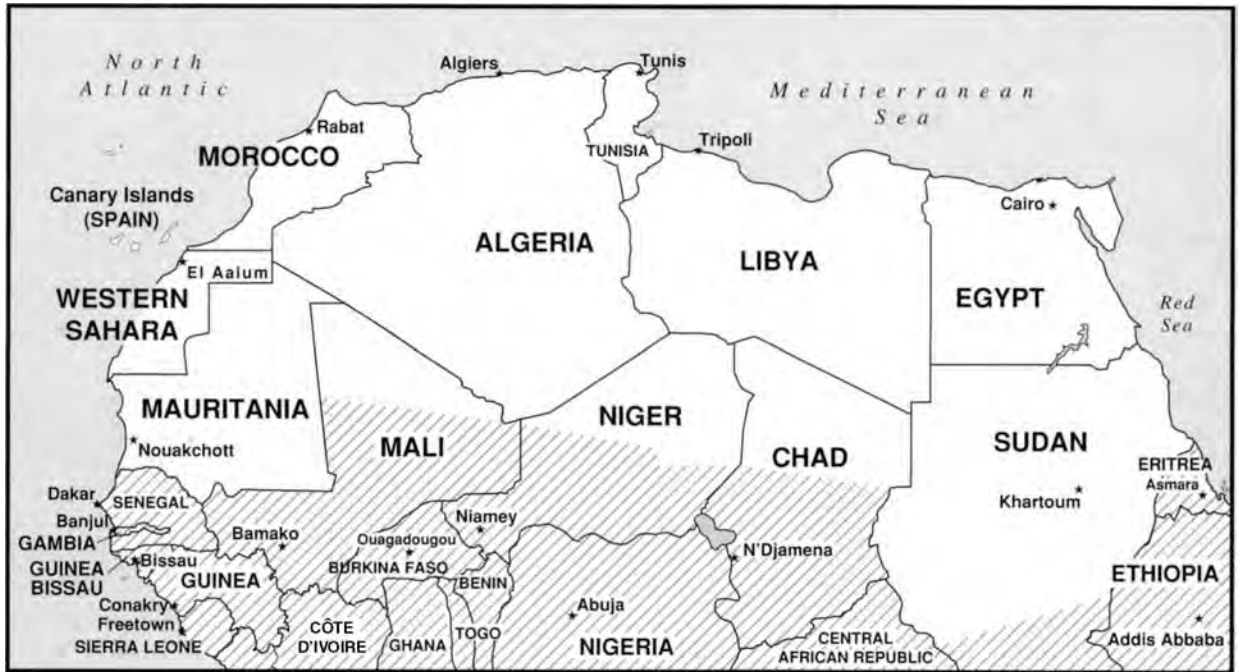 North
Atlantic
Algiers
Tunis
Mediterranean
Sea
Rabat
MOROCCO
TUNISIA
Tripoli
Canary Islands
(SPAIN)
Cairo
ALGERIA
LIBYA
El Aaium
EGYPT
WESTERN
SAHARA
Red
Sea
MAURITANIA
NIGER
Nouakchott
MALI
CHAD
SUDAN
ERITREA
Asmara
Dakar
SENEGAL
Khartoum
Banjul
GAMBIA
Bamako
Niamey
Ouagadougou
BURKINA FASO
N'Djamena
Bissau
GUINEA
BISSAU
GUINEA
BENIN
ETHIOPIA
Conakry
Freetown
SIERRA LEONE
CÔTE
D'IVOIRE
GHANA
TOGO
Abuja
NIGERIA
CENTRAL
AFRICAN REPUBLIC
Addis Abbaba